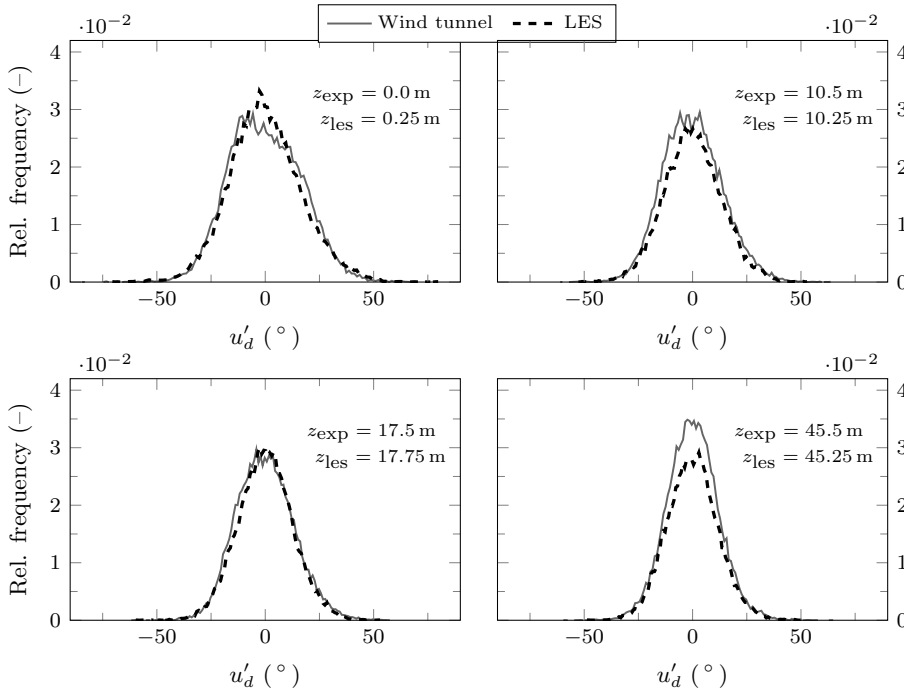 Wind tunnel LES
·10⁻² ·10⁻²
4 4
z_exp = 0.0 m z_exp = 10.5 m
z_les = 0.25 m z_les = 10.25 m
3 3
2 2
1 1
0 0
Rel. frequency (−)
−50 0 50 −50 0 50
u′_d (°) u′_d (°)
·10⁻² ·10⁻²
4 4
z_exp = 17.5 m z_exp = 45.5 m
z_les = 17.75 m z_les = 45.25 m
3 3
2 2
1 1
0 0
Rel. frequency (−)
−50 0 50 −50 0 50
u′_d (°) u′_d (°)